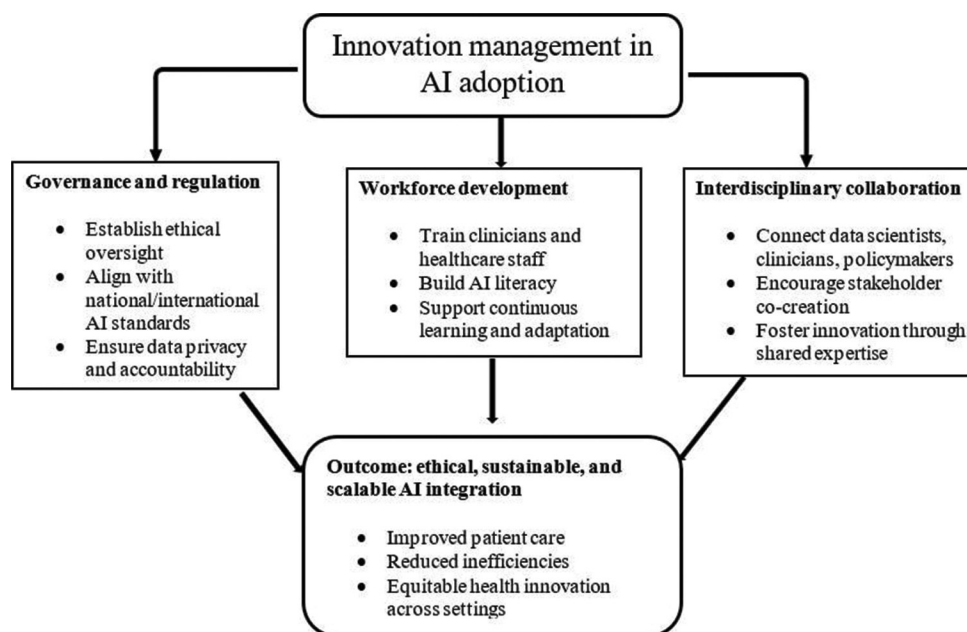 Innovation management in
AI adoption
Governance and regulation
• Establish ethical
oversight
• Align with
national/international
AI standards
• Ensure data privacy
and accountability
Workforce development
• Train clinicians and
healthcare staff
• Build AI literacy
• Support continuous
learning and adaptation
Interdisciplinary collaboration
• Connect data scientists,
clinicians, policymakers
• Encourage stakeholder
co-creation
• Foster innovation through
shared expertise
Outcome: ethical, sustainable, and
scalable AI integration
• Improved patient care
• Reduced inefficiencies
• Equitable health innovation
across settings